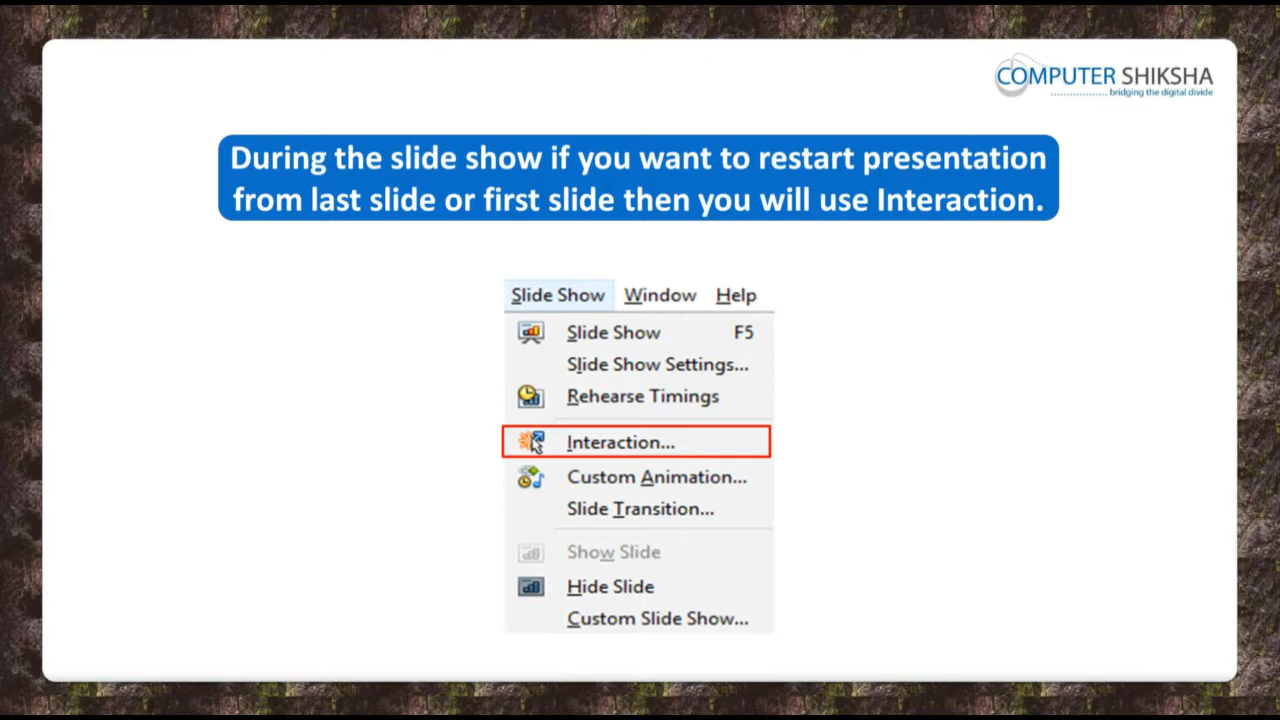 COMPUTER SHIKSHA
bridging the digital divide
During the slide show if you want to restart presentation
from last slide or first slide then you will use Interaction.
Slide Show Window Help
Slide Show F5
Slide Show Settings...
Rehearse Timings
Interaction...
Custom Animation...
Slide Transition...
Show Slide
Hide Slide
Custom Slide Show...